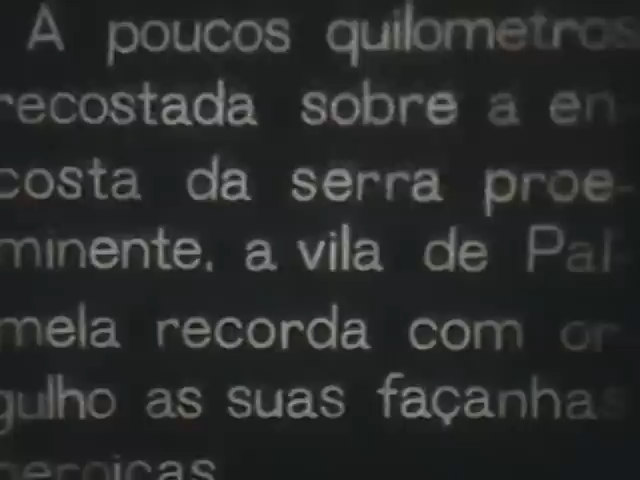 A poucos quilometros
recostada sobre a en-
costa da serra proe-
minente, a vila de Pal-
mela recorda com or-
gulho as suas façanhas
heroicas